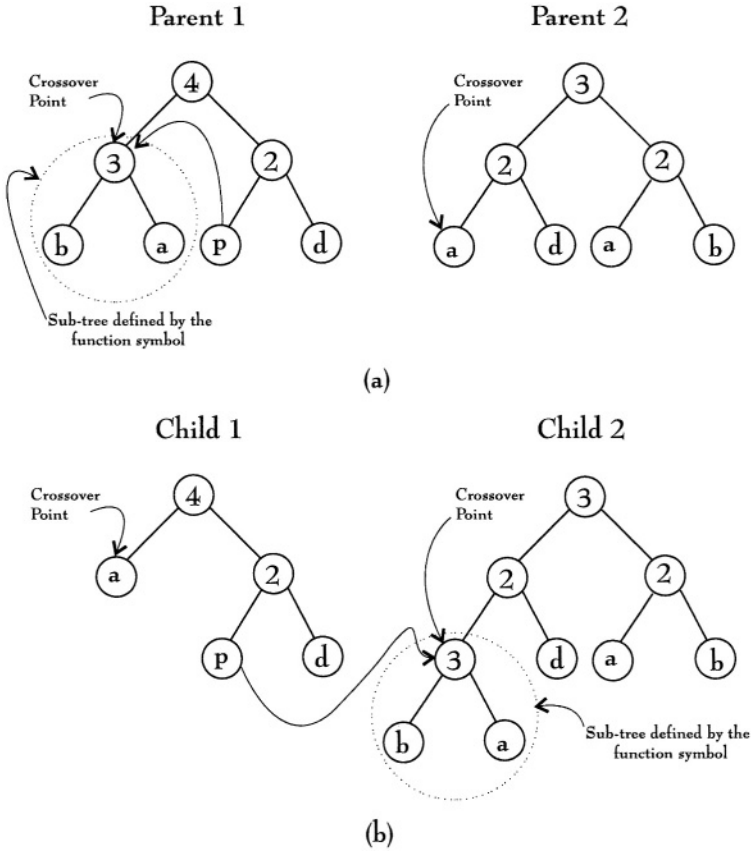 Parent 1
Parent 2
Crossover
Point
4
3
b
a
2
p
d
Sub-tree defined by the
function symbol
Crossover
Point
3
2
a
d
2
a
b
(a)
Child 1
Child 2
Crossover
Point
4
a
2
p
d
Crossover
Point
3
2
2
3
d
a
b
b
a
Sub-tree defined by the
function symbol
(b)